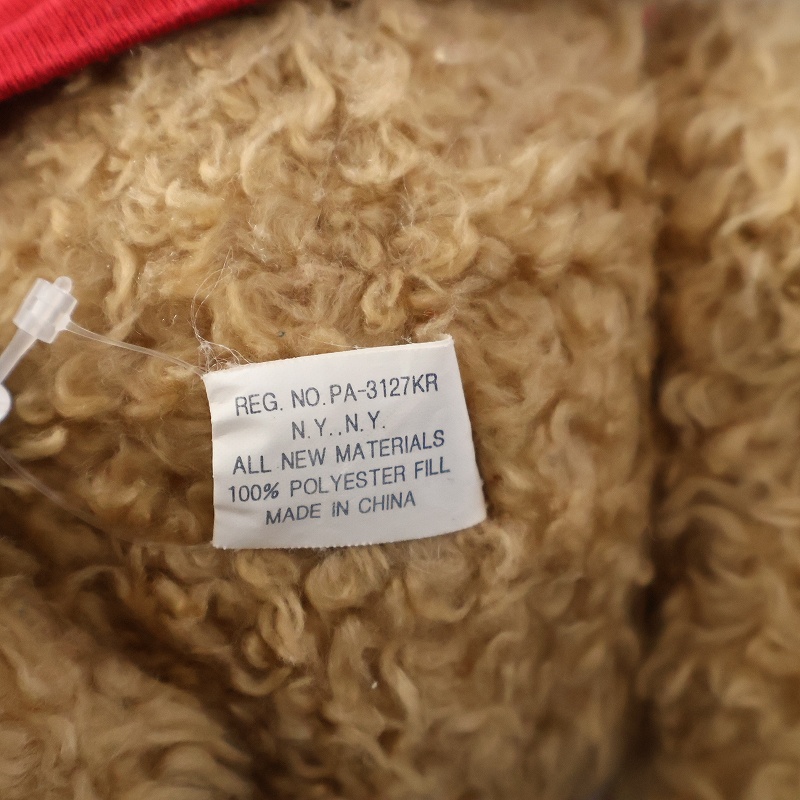 REG. NO.PA-3127KR
N.Y..N.Y.
ALL NEW MATERIALS
100% POLYESTER FILL
MADE IN CHINA